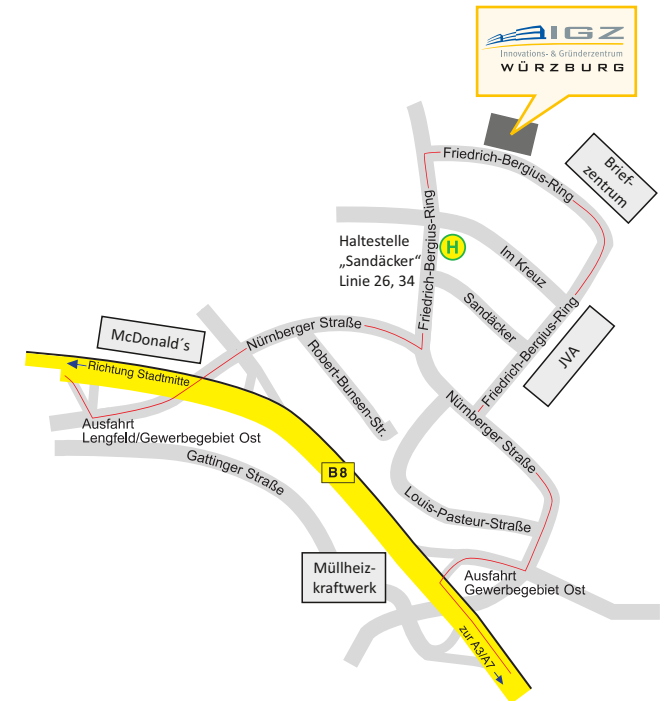 IGZ
Innovations- & Gründerzentrum
WÜRZBURG
Friedrich-Bergius-Ring
Brief-
zentrum
Friedrich-Bergius-Ring
Haltestelle
„Sandäcker“
Linie 26, 34
H
Im Kreuz
Sandäcker
Friedrich-Bergius-Ring
JVA
McDonald´s
Nürnberger Straße
Robert-Bunsen-Str.
Richtung Stadtmitte
Nürnberger Straße
Ausfahrt
Lengfeld/Gewerbegebiet Ost
Gattinger Straße
B8
Louis-Pasteur-Straße
Müllheiz-
kraftwerk
Ausfahrt
Gewerbegebiet Ost
zur A3/A7